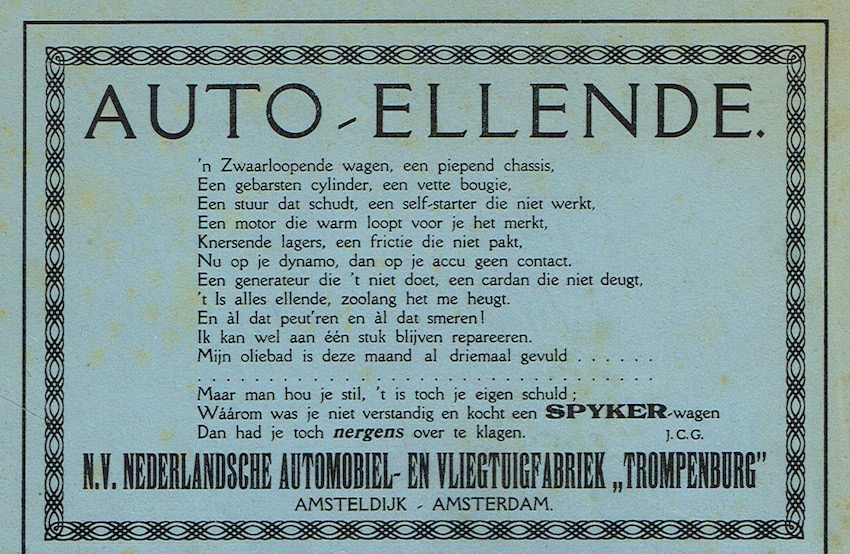 AUTO-ELLENDE.
'n Zwaarloopende wagen, een piepend chassis,
Een gebarsten cylinder, een vette bougie,
Een stuur dat schudt, een self-starter die niet werkt,
Een motor die warm loopt voor je het merkt,
Knersende lagers, een frictie die niet pakt,
Nu op je dynamo, dan op je accu geen contact.
Een generateur die 't niet doet, een cardan die niet deugt,
't Is alles ellende, zoolang het me heugt.
En àl dat peut'ren en àl dat smeren!
Ik kan wel aan één stuk blijven repareeren.
Mijn oliebad is deze maand al driemaal gevuld . . . . . .
. . . . . . . . . . . . . . . . . . . . . . . . . . . . . . . . . .
Maar man hou je stil, 't is toch je eigen schuld;
Wáárom was je niet verstandig en kocht een SPYKER-wagen
Dan had je toch nergens over te klagen. J.C.G.
N.V. NEDERLANDSCHE AUTOMOBIEL- EN VLIEGTUIGFABRIEK „TROMPENBURG"
AMSTELDIJK - AMSTERDAM.